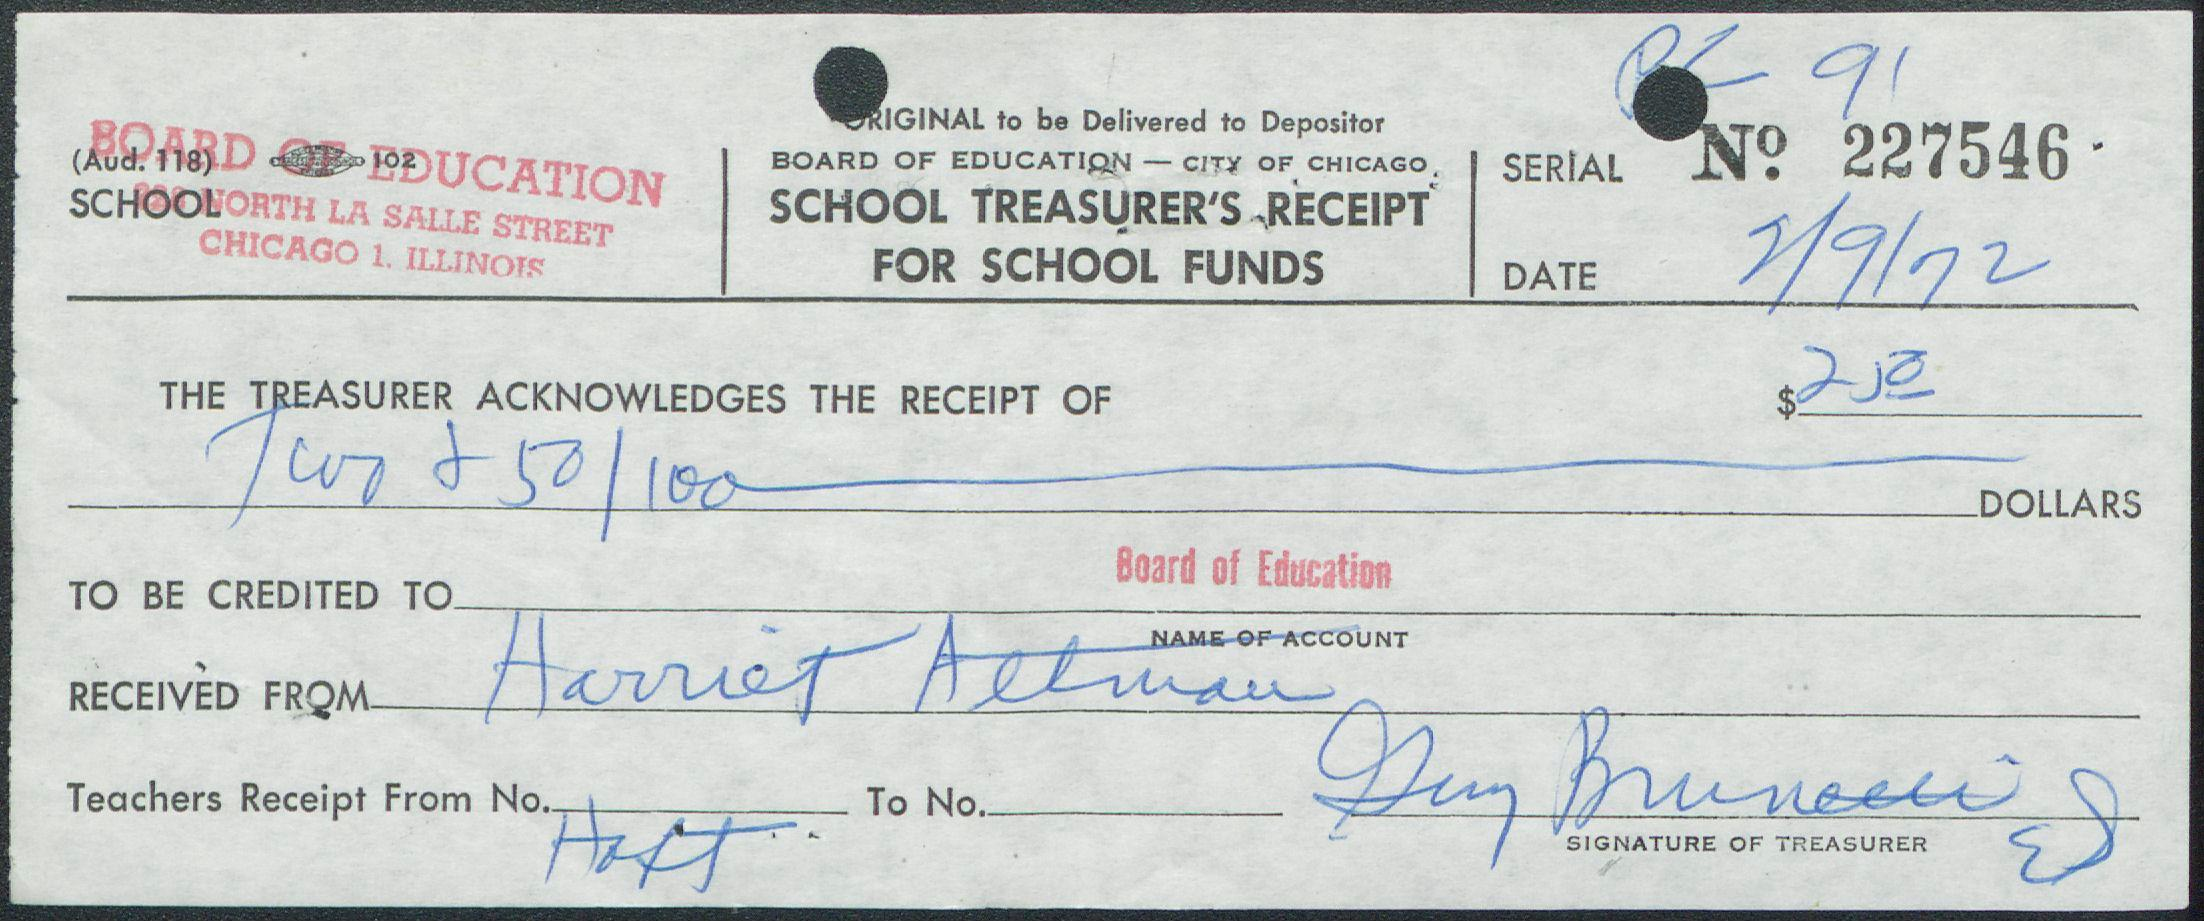 91
ORIGINAL to be Delivered to Depositor
BOARD OF EDUCATION
(Aud. 118) 102
SCHOOL
NORTH LA SALLE STREET
CHICAGO 1, ILLINOIS
BOARD OF EDUCATION — CITY OF CHICAGO
SCHOOL TREASURER'S RECEIPT
FOR SCHOOL FUNDS
SERIAL Nº 227546
DATE 2/9/72
THE TREASURER ACKNOWLEDGES THE RECEIPT OF $2 50
Two & 50/100 DOLLARS
TO BE CREDITED TO Board of Education
NAME OF ACCOUNT
RECEIVED FROM Harriet Altman
Teachers Receipt From No. To No. Guy Brunetti
SIGNATURE OF TREASURER